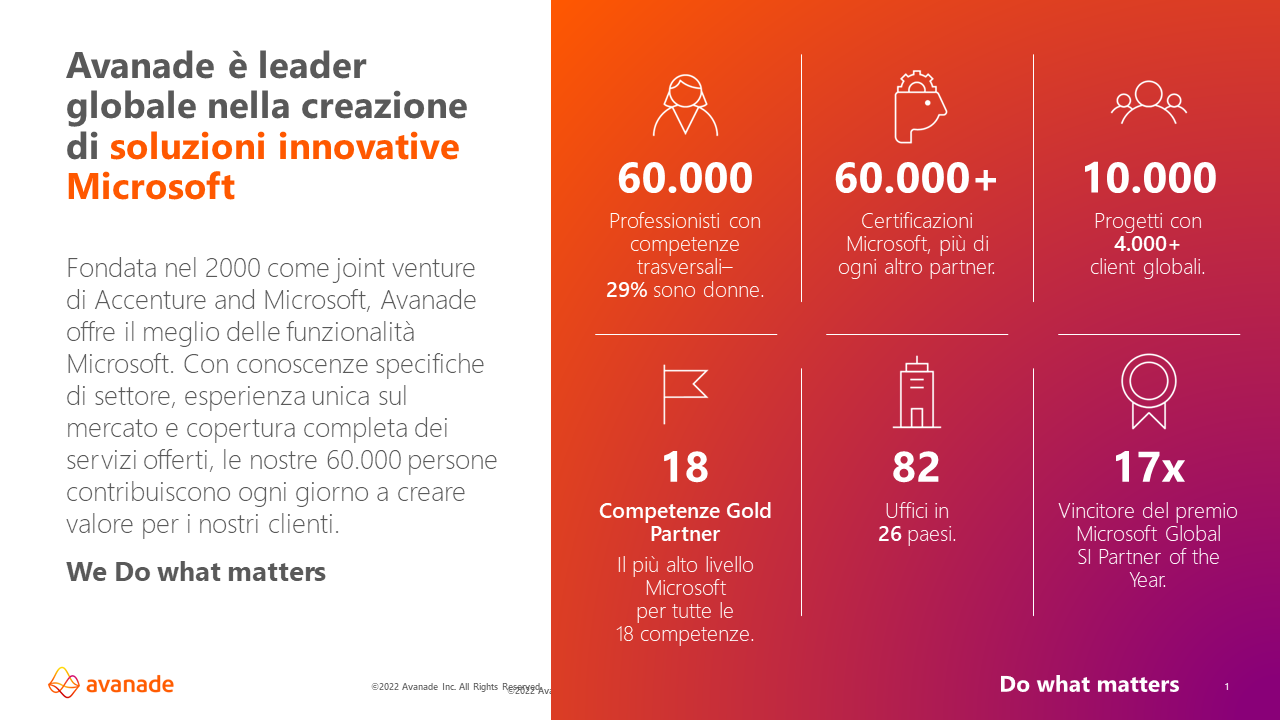 Avanade è leader
globale nella creazione
di soluzioni innovative
Microsoft
Fondata nel 2000 come joint venture
di Accenture and Microsoft, Avanade
offre il meglio delle funzionalità
Microsoft. Con conoscenze specifiche
di settore, esperienza unica sul
mercato e copertura completa dei
servizi offerti, le nostre 60.000 persone
contribuiscono ogni giorno a creare
valore per i nostri clienti.
We Do what matters
60.000
Professionisti con
competenze
trasversali–
29% sono donne.
60.000+
Certificazioni
Microsoft, più di
ogni altro partner.
10.000
Progetti con
4.000+
client globali.
18
Competenze Gold
Partner
Il più alto livello
Microsoft
per tutte le
18 competenze.
82
Uffici in
26 paesi.
17x
Vincitore del premio
Microsoft Global
SI Partner of the
Year.
avanade
©2022 Avanade Inc. All Rights Reserved.
©2022 Ava
Do what matters
1